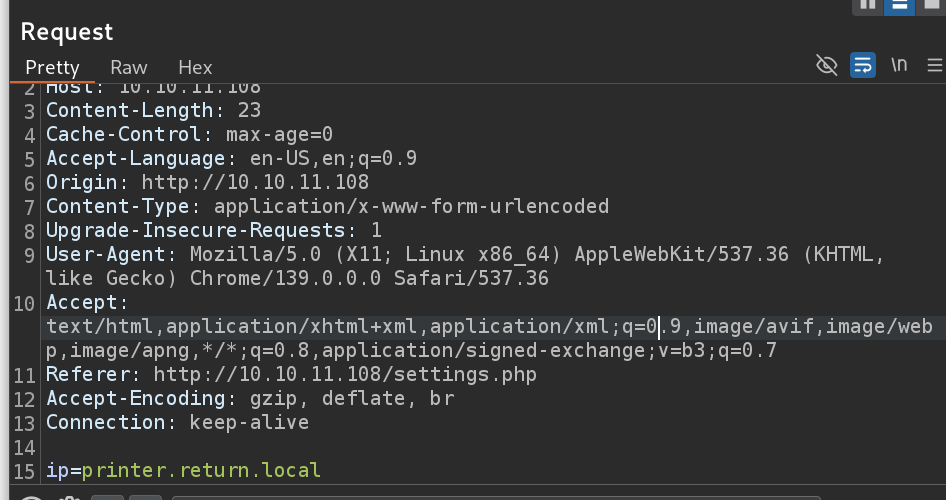 Request
Pretty Raw Hex \n
2 Host: 10.10.11.108
3 Content-Length: 23
4 Cache-Control: max-age=0
5 Accept-Language: en-US,en;q=0.9
6 Origin: http://10.10.11.108
7 Content-Type: application/x-www-form-urlencoded
8 Upgrade-Insecure-Requests: 1
9 User-Agent: Mozilla/5.0 (X11; Linux x86_64) AppleWebKit/537.36 (KHTML,
like Gecko) Chrome/139.0.0.0 Safari/537.36
10 Accept:
text/html,application/xhtml+xml,application/xml;q=0.9,image/avif,image/web
p,image/apng,*/*;q=0.8,application/signed-exchange;v=b3;q=0.7
11 Referer: http://10.10.11.108/settings.php
12 Accept-Encoding: gzip, deflate, br
13 Connection: keep-alive
14
15 ip=printer.return.local